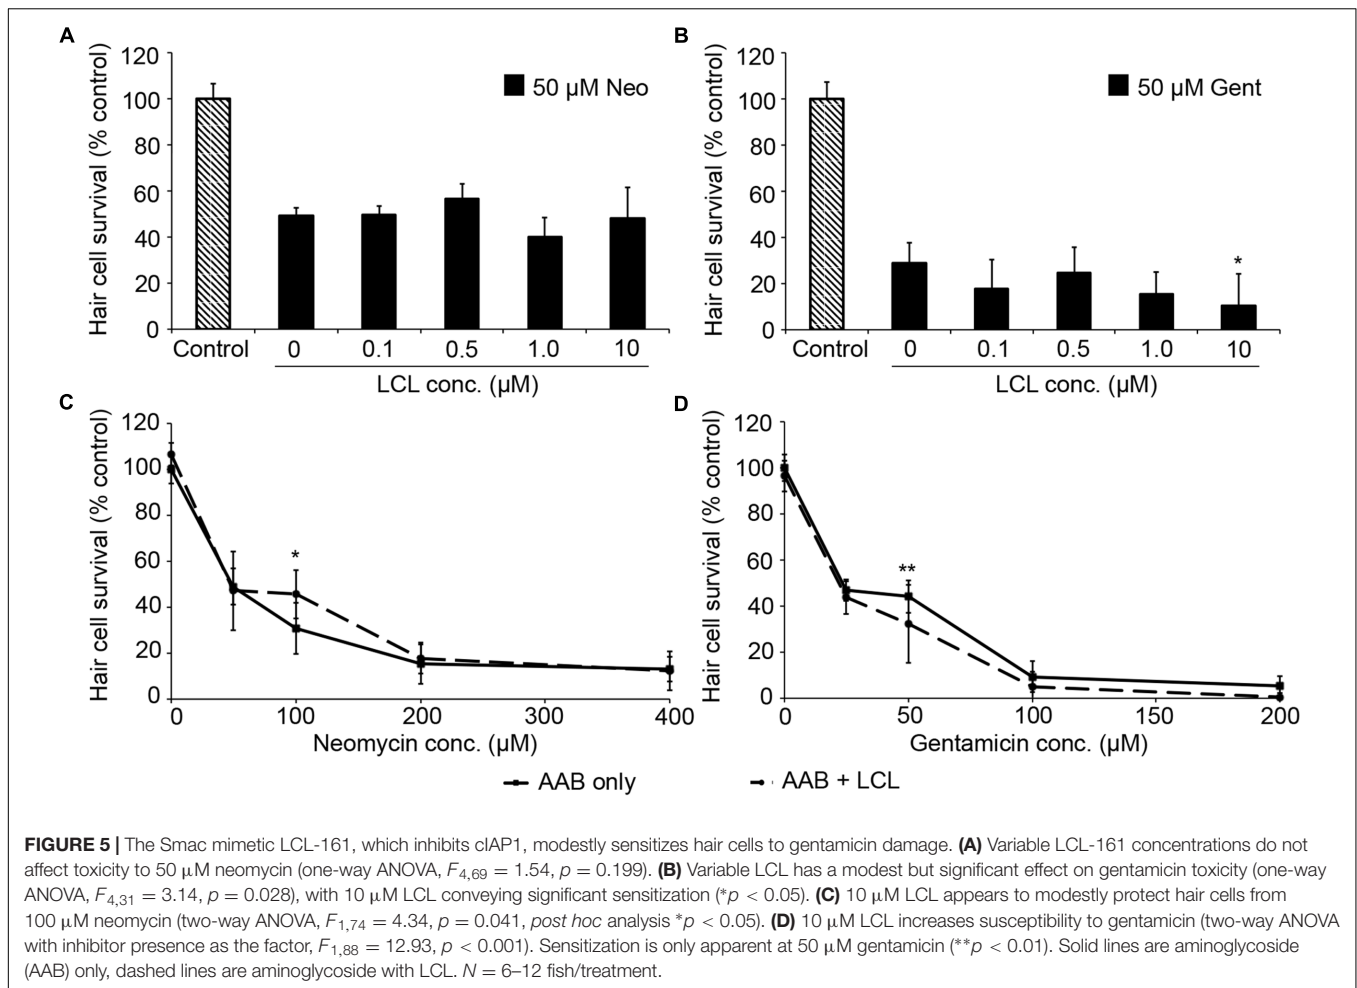 A
B
Hair cell survival (% control)
120
100
80
60
40
20
0
50 µM Neo
Control 0 0.1 0.5 1.0 10
LCL conc. (µM)
Hair cell survival (% control)
120
100
80
60
40
20
0
50 µM Gent
*
Control 0 0.1 0.5 1.0 10
LCL conc. (µM)
C
D
Hair cell survival (% control)
120
100
80
60
40
20
0
*
0 100 200 300 400
Neomycin conc. (µM)
Hair cell survival (% control)
120
100
80
60
40
20
0
**
0 50 100 150 200
Gentamicin conc. (µM)
AAB only
AAB + LCL
FIGURE 5 | The Smac mimetic LCL-161, which inhibits cIAP1, modestly sensitizes hair cells to gentamicin damage. (A) Variable LCL-161 concentrations do not
affect toxicity to 50 µM neomycin (one-way ANOVA, F4,69 = 1.54, p = 0.199). (B) Variable LCL has a modest but significant effect on gentamicin toxicity (one-way
ANOVA, F4,31 = 3.14, p = 0.028), with 10 µM LCL conveying significant sensitization (*p < 0.05). (C) 10 µM LCL appears to modestly protect hair cells from
100 µM neomycin (two-way ANOVA, F1,74 = 4.34, p = 0.041, post hoc analysis *p < 0.05). (D) 10 µM LCL increases susceptibility to gentamicin (two-way ANOVA
with inhibitor presence as the factor, F1,88 = 12.93, p < 0.001). Sensitization is only apparent at 50 µM gentamicin (**p < 0.01). Solid lines are aminoglycoside
(AAB) only, dashed lines are aminoglycoside with LCL. N = 6–12 fish/treatment.